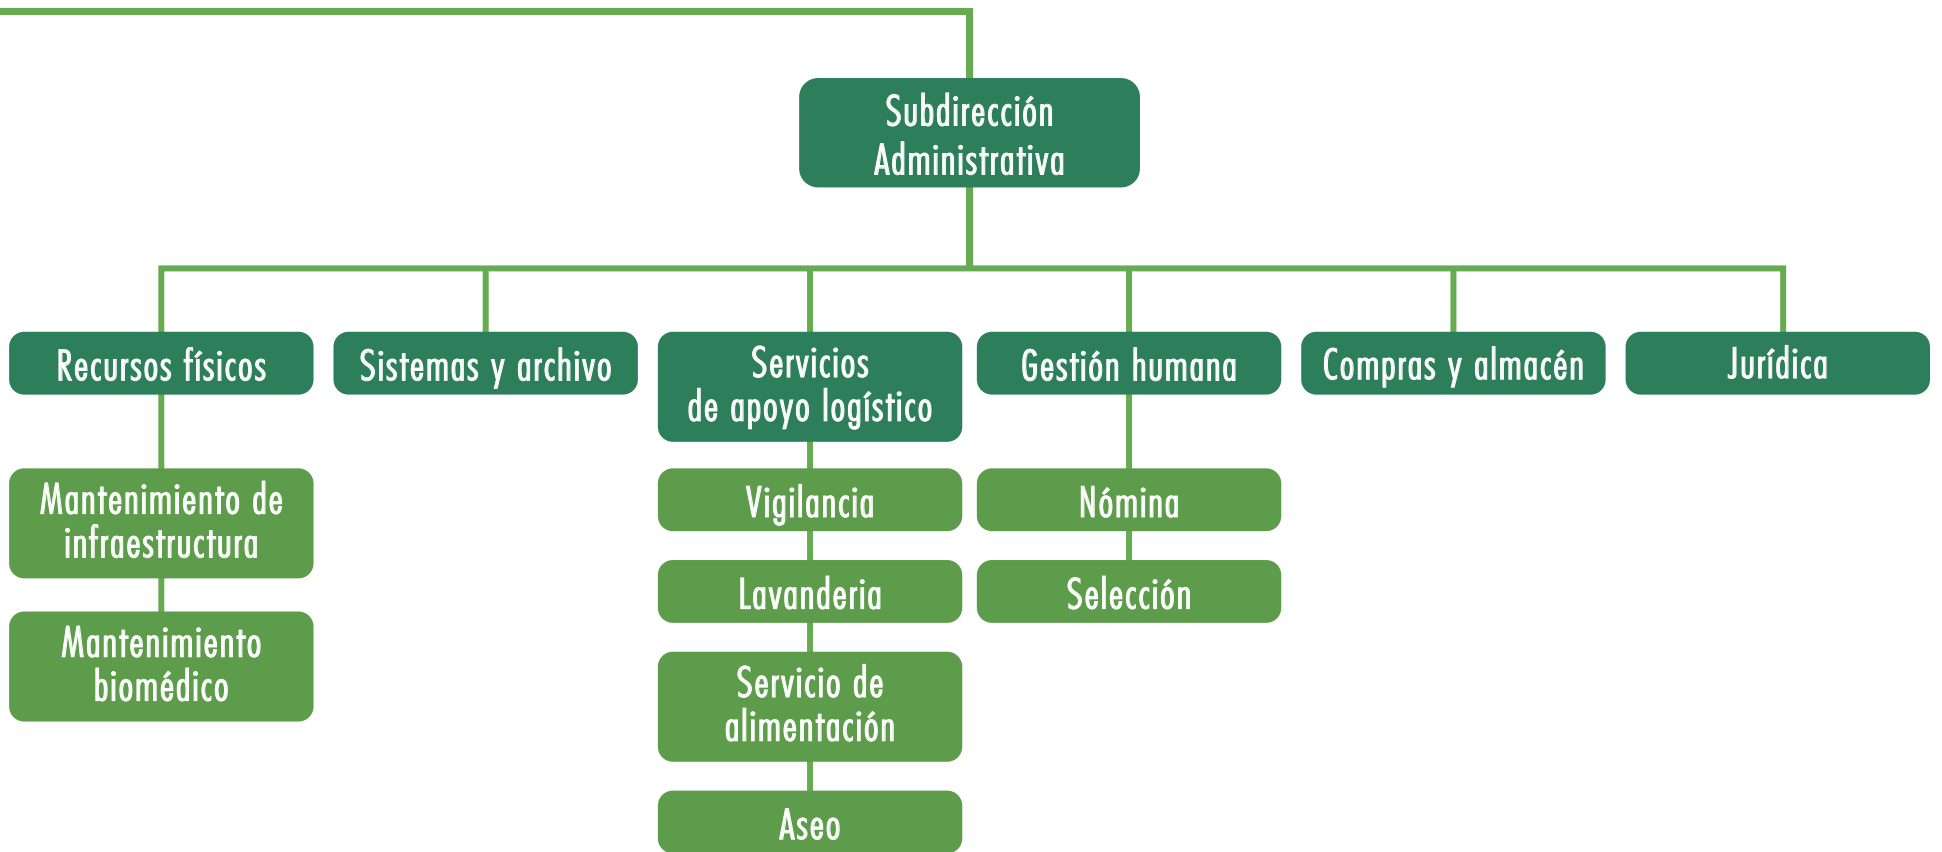 Subdirección
Administrativa
Recursos físicos
Sistemas y archivo
Servicios
de apoyo logístico
Gestión humana
Compras y almacén
Jurídica
Mantenimiento de
infraestructura
Mantenimiento
biomédico
Vigilancia
Lavanderia
Servicio de
alimentación
Aseo
Nómina
Selección